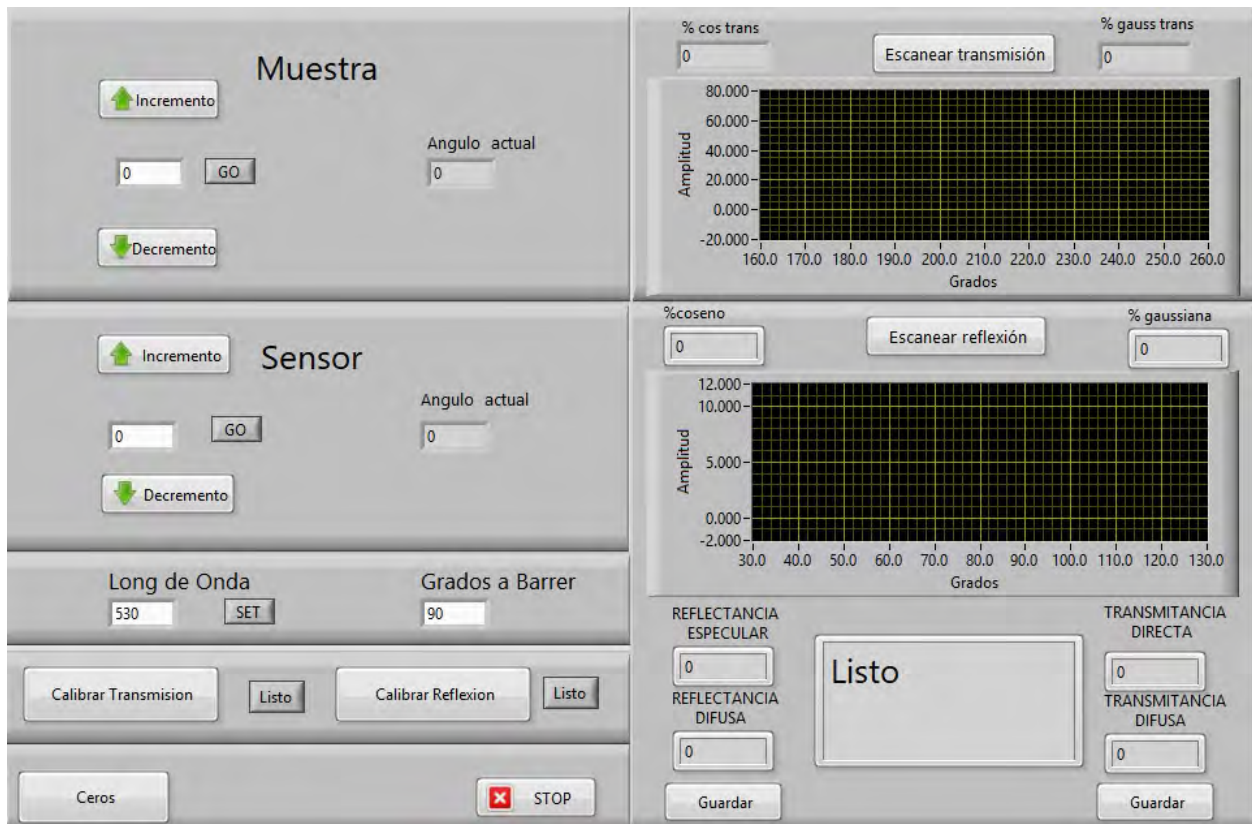 Muestra
Incremento
0
GO
Angulo actual
0
Decremento
Sensor
Incremento
0
GO
Angulo actual
0
Decremento
Long de Onda
530
SET
Grados a Barrer
90
Calibrar Transmision
Listo
Calibrar Reflexion
Listo
Ceros
STOP
% cos trans
0
Escanear transmisión
% gauss trans
0
Amplitud
80.000
60.000
40.000
20.000
0.000
-20.000
160.0 170.0 180.0 190.0 200.0 210.0 220.0 230.0 240.0 250.0 260.0
Grados
%coseno
0
Escanear reflexión
% gaussiana
0
Amplitud
12.000
10.000
5.000
0.000
-2.000
30.0 40.0 50.0 60.0 70.0 80.0 90.0 100.0 110.0 120.0 130.0
Grados
REFLECTANCIA
ESPECULAR
0
REFLECTANCIA
DIFUSA
0
Guardar
Listo
TRANSMITANCIA
DIRECTA
0
TRANSMITANCIA
DIFUSA
0
Guardar